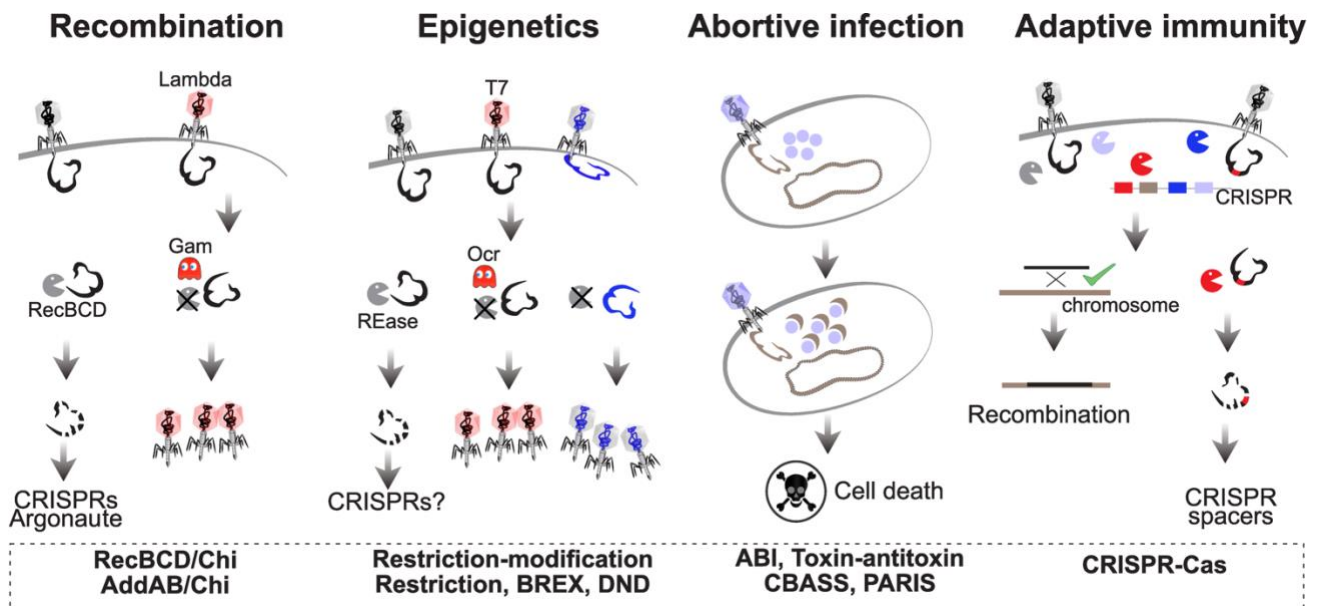 Recombination
Lambda
Gam
RecBCD
CRISPRs
Argonaute
RecBCD/Chi
AddAB/Chi
Epigenetics
T7
Ocr
REase
CRISPRs?
Restriction-modification
Restriction, BREX, DND
Abortive infection
Cell death
ABI, Toxin-antitoxin
CBASS, PARIS
Adaptive immunity
CRISPR
chromosome
Recombination
CRISPR
spacers
CRISPR-Cas